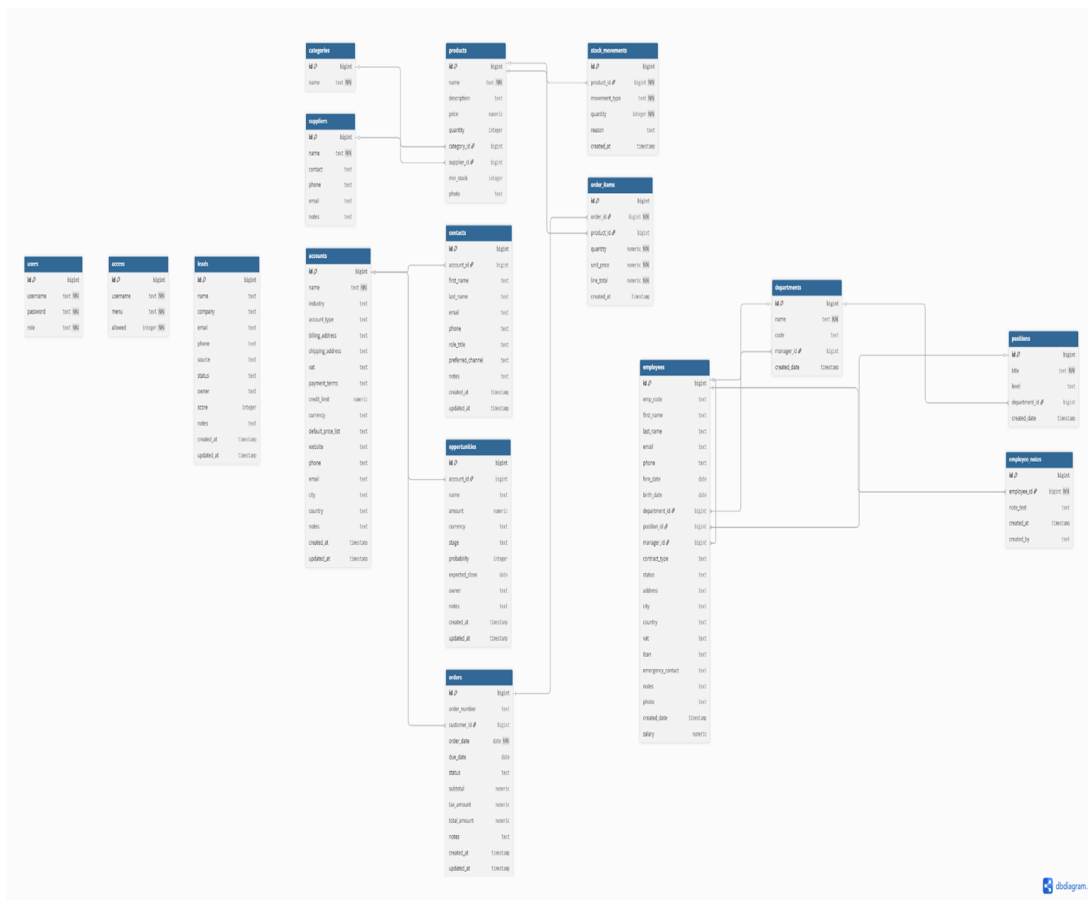 categories
id bigint
name text NN
suppliers
id bigint
name text NN
contact text
phone text
email text
notes text
products
id bigint
name text NN
description text
price numeric
quantity integer
category_id bigint
supplier_id bigint
min_stock integer
photo text
stock_movements
id bigint
product_id bigint NN
movement_type text NN
quantity integer NN
reason text
created_at timestamp
order_items
id bigint
order_id bigint NN
product_id bigint
quantity numeric NN
unit_price numeric NN
line_total numeric NN
created_at timestamp
users
id bigint
username text NN
password text NN
role text NN
access
id bigint
username text NN
menu text NN
allowed integer NN
leads
id bigint
name text
company text
email text
phone text
source text
status text
owner text
score integer
notes text
created_at timestamp
updated_at timestamp
accounts
id bigint
name text NN
industry text
account_type text
billing_address text
shipping_address text
vat text
payment_terms text
credit_limit numeric
currency text
default_price_list text
website text
phone text
email text
city text
country text
notes text
created_at timestamp
updated_at timestamp
contacts
id bigint
account_id bigint
first_name text
last_name text
email text
phone text
role_title text
preferred_channel text
notes text
created_at timestamp
updated_at timestamp
opportunities
id bigint
account_id bigint
name text
amount numeric
currency text
stage text
probability integer
expected_close date
owner text
notes text
created_at timestamp
updated_at timestamp
orders
id bigint
order_number text
customer_id bigint
order_date date NN
due_date date
status text
subtotal numeric
tax_amount numeric
total_amount numeric
notes text
created_at timestamp
updated_at timestamp
employees
id bigint
emp_code text
first_name text
last_name text
email text
phone text
hire_date date
birth_date date
department_id bigint
position_id bigint
manager_id bigint
contract_type text
status text
address text
city text
country text
vat text
iban text
emergency_contact text
notes text
photo text
created_date timestamp
salary numeric
departments
id bigint
name text NN
code text
manager_id bigint
created_date timestamp
positions
id bigint
title text NN
level text
department_id bigint
created_date timestamp
employee_notes
id bigint
employee_id bigint NN
note_text text
created_at timestamp
created_by text
dbdiagram.